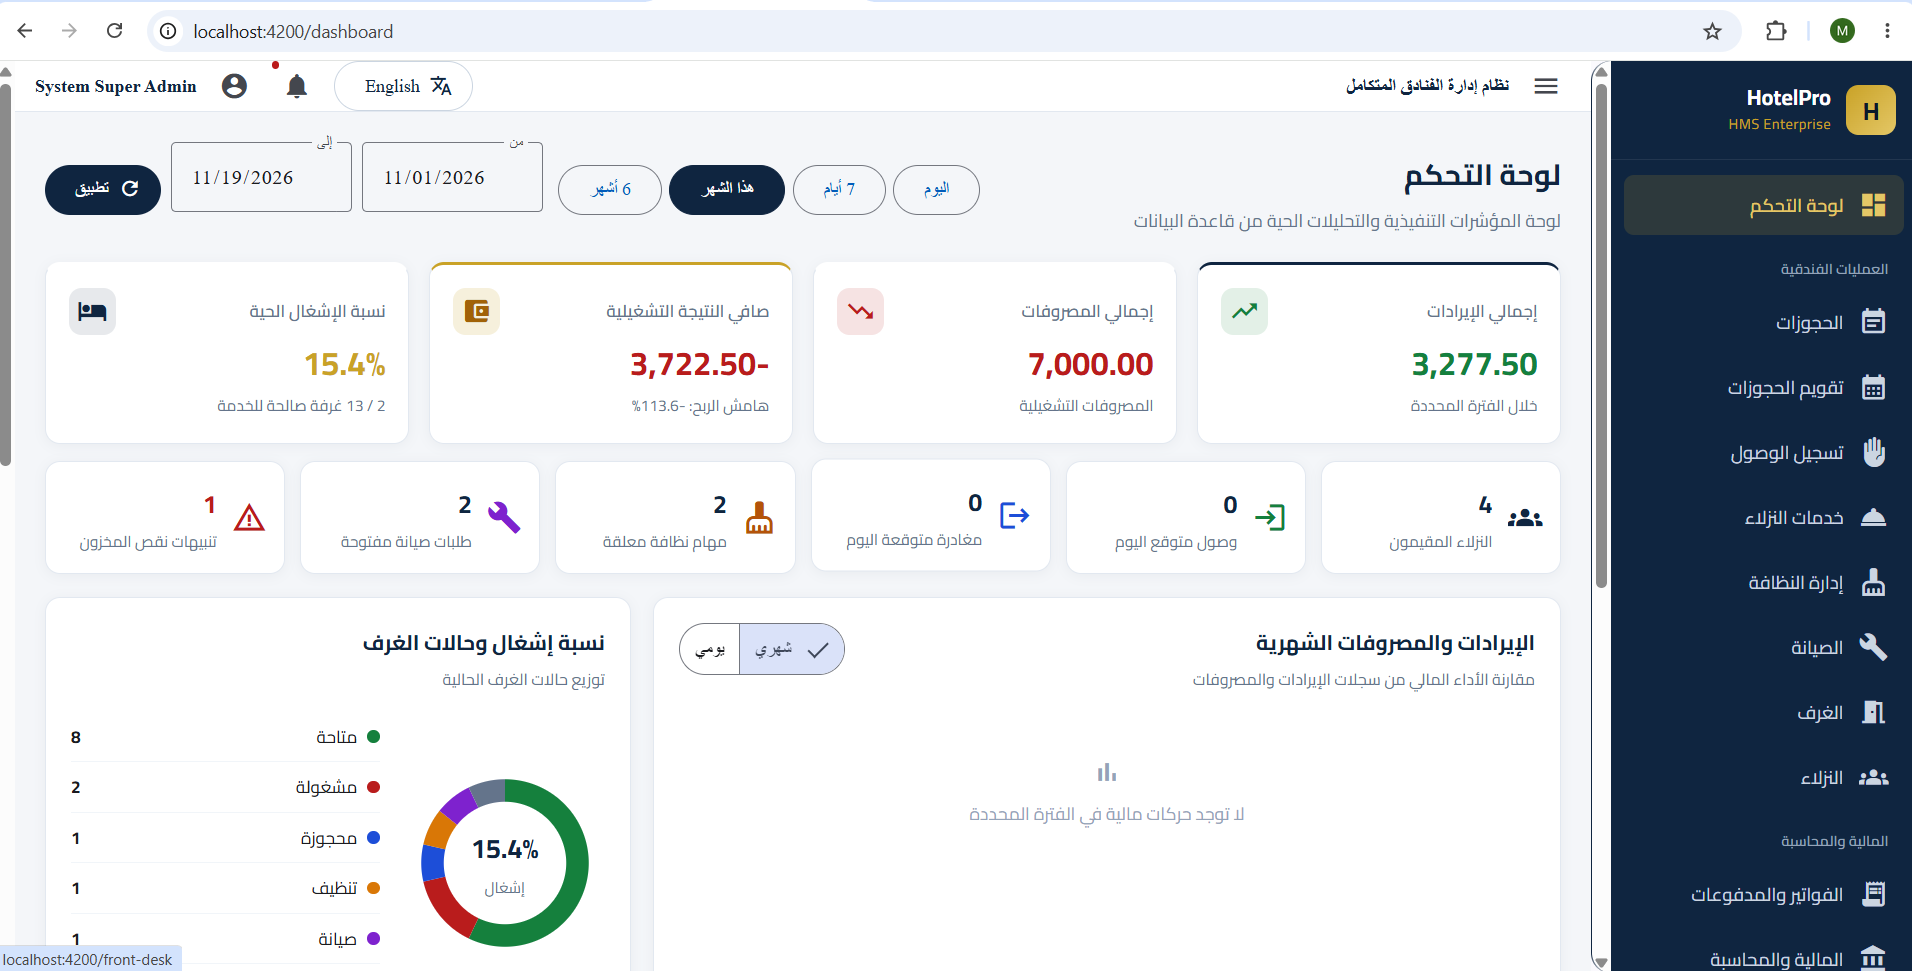 localhost:4200/dashboard
M
HotelPro
HMS Enterprise
H
لوحة التحكم
العمليات الفندقية
الحجوزات
تقويم الحجوزات
تسجيل الوصول
خدمات النزلاء
إدارة النظافة
الصيانة
الغرف
النزلاء
المالية والمحاسبة
الفواتير والمدفوعات
المالية والمحاسبة
نظام إدارة الفنادق المتكامل
English
System Super Admin
لوحة التحكم
لوحة المؤشرات التنفيذية والتحليلات الحية من قاعدة البيانات
اليوم
7 أيام
هذا الشهر
6 أشهر
من
11/01/2026
إلى
11/19/2026
تطبيق
إجمالي الإيرادات
3,277.50
خلال الفترة المحددة
إجمالي المصروفات
7,000.00
المصروفات التشغيلية
صافي النتيجة التشغيلية
3,722.50-
هامش الربح: -113.6%
نسبة الإشغال الحية
15.4%
2 / 13 غرفة صالحة للخدمة
4
النزلاء المقيمون
0
وصول متوقع اليوم
0
مغادرة متوقعة اليوم
2
مهام نظافة معلقة
2
طلبات صيانة مفتوحة
1
تنبيهات نقص المخزون
الإيرادات والمصروفات الشهرية
مقارنة الأداء المالي من سجلات الإيرادات والمصروفات
شهري
يومي
لا توجد حركات مالية في الفترة المحددة
نسبة إشغال وحالات الغرف
توزيع حالات الغرف الحالية
15.4%
إشغال
متاحة 8
مشغولة 2
محجوزة 1
تنظيف 1
صيانة 1
localhost:4200/front-desk